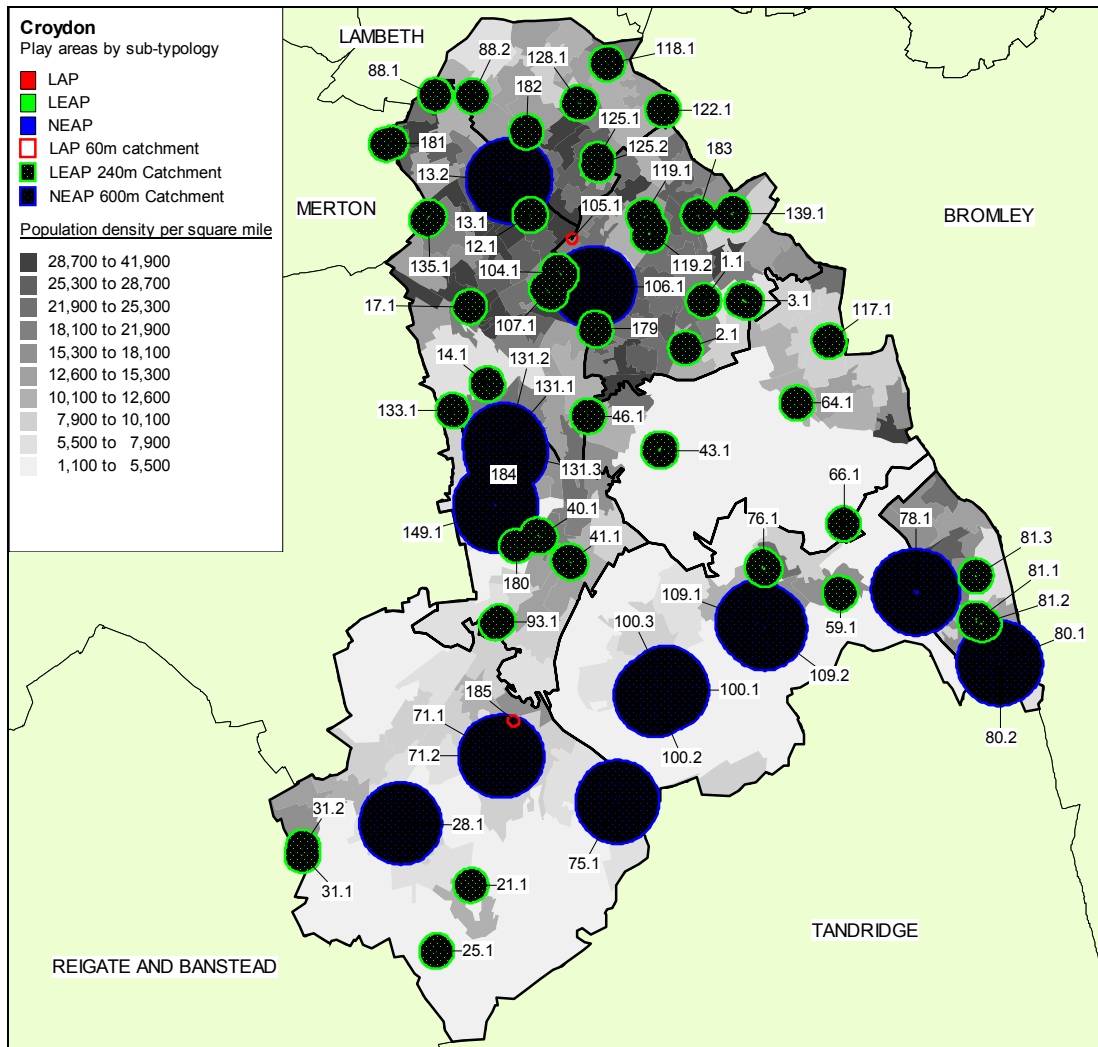 Croydon
Play areas by sub-typology
LAP
LEAP
NEAP
LAP 60m catchment
LEAP 240m Catchment
NEAP 600m Catchment
Population density per square mile
28,700 to 41,900
25,300 to 28,700
21,900 to 25,300
18,100 to 21,900
15,300 to 18,100
12,600 to 15,300
10,100 to 12,600
7,900 to 10,100
5,500 to 7,900
1,100 to 5,500
LAMBETH
88.2
118.1
128.1
88.1
182
122.1
125.1
181
125.2
183
13.2
119.1
MERTON
105.1
139.1
BROMLEY
13.1
12.1
135.1
104.1
119.2
1.1
106.1
3.1
17.1
107.1
179
2.1
117.1
131.2
14.1
131.1
133.1
46.1
64.1
43.1
131.3
184
66.1
40.1
78.1
149.1
76.1
41.1
81.3
180
81.1
109.1
81.2
93.1
100.3
59.1
80.1
109.2
185
100.1
71.1
80.2
71.2
100.2
31.2
28.1
75.1
31.1
21.1
TANDRIDGE
25.1
REIGATE AND BANSTEAD